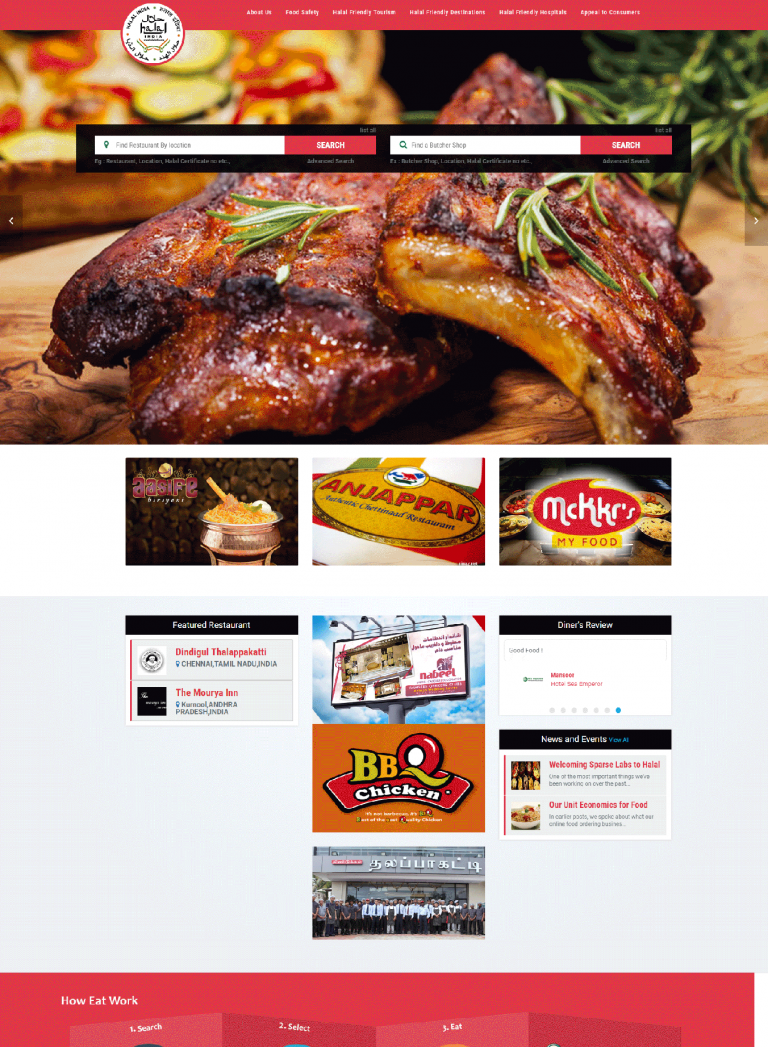 HALAL INDIA
halal
INDIA
About Us Food Safety Halal Friendly Tourism Halal Friendly Destinations Halal Friendly Hospitals Appeal to Consumers
list all
list all
Find Restaurant By location SEARCH
Find a Butcher Shop SEARCH
Eg : Restaurant, Location, Halal Certificate no etc., Advanced Search
Ex : Butcher Shop, Location, Halal Certificate no etc., Advanced Search
aasife
biriyani
ANJAPPAR
Authentic Chettinaad Restaurant
McKkr's
MY FOOD
Featured Restaurant
Dindigul Thalappakatti
CHENNAI,TAMIL NADU,INDIA
The Mourya Inn
Kurnool,ANDHRA
PRADESH,INDIA
nabeel
BBQ
Chicken
தலப்பாகட்டி
Diner's Review
Good Food !
Mansoor
Hotel Sea Emperor
News and Events View All
Welcoming Sparse Labs to Halal
One of the most important things we've
been working on over the past...
Our Unit Economics for Food
In earlier posts, we spoke about what our
online food ordering busines...
How Eat Work
1. Search
2. Select
3. Eat